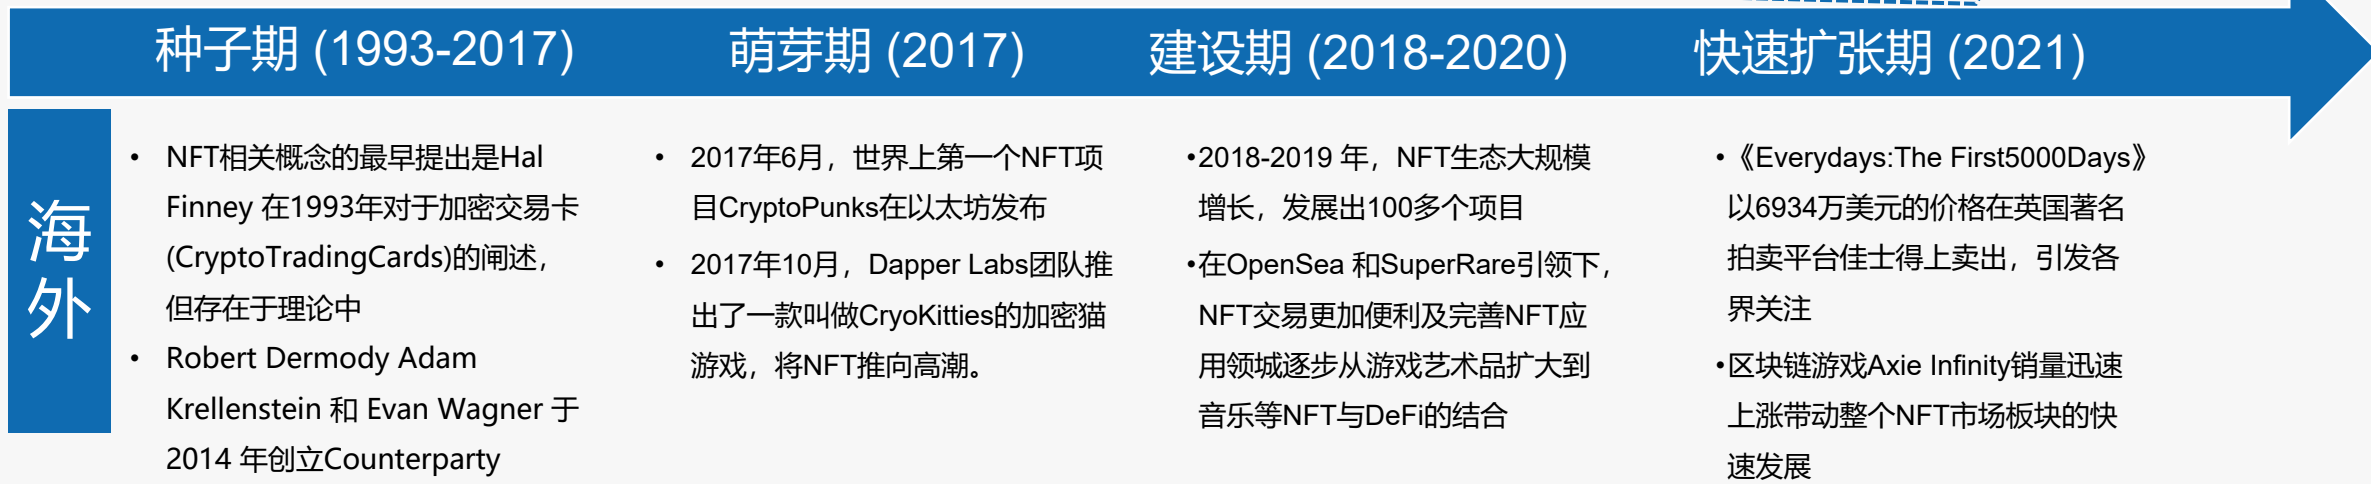 种子期 (1993-2017)
萌芽期 (2017)
建设期 (2018-2020)
快速扩张期 (2021)
海
外
• NFT相关概念的最早提出是Hal
Finney 在1993年对于加密交易卡
(CryptoTradingCards)的阐述，
但存在于理论中
• Robert Dermody Adam
Krellenstein 和 Evan Wagner 于
2014 年创立Counterparty
• 2017年6月，世界上第一个NFT项
目CryptoPunks在以太坊发布
• 2017年10月，Dapper Labs团队推
出了一款叫做CryoKitties的加密猫
游戏，将NFT推向高潮。
•2018-2019 年，NFT生态大规模
增长，发展出100多个项目
•在OpenSea 和SuperRare引领下，
NFT交易更加便利及完善NFT应
用领城逐步从游戏艺术品扩大到
音乐等NFT与DeFi的结合
•《Everydays:The First5000Days》
以6934万美元的价格在英国著名
拍卖平台佳士得上卖出，引发各
界关注
•区块链游戏Axie Infinity销量迅速
上涨带动整个NFT市场板块的快
速发展